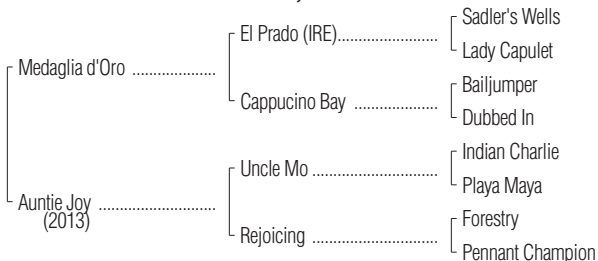 Sadler's Wells
El Prado (IRE)....................
Lady Capulet
Medaglia d'Oro .................
Bailjumper
Cappucino Bay .................
Dubbed In
Indian Charlie
Uncle Mo .........................
Playa Maya
Auntie Joy .......................
(2013)
Forestry
Rejoicing .........................
Pennant Champion